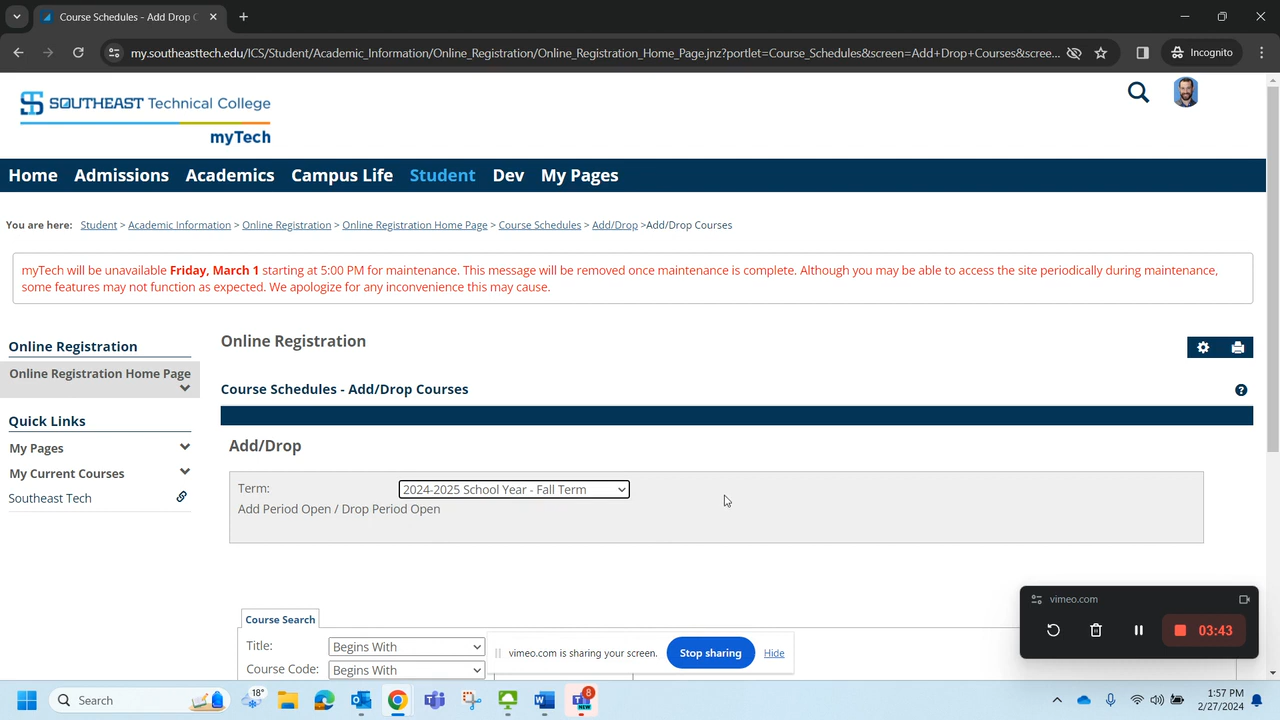 Course Schedules - Add/Drop C
my.southeasttech.edu/ICS/Student/Academic_Information/Online_Registration/Online_Registration_Home_Page.jnz?portlet=Course_Schedules&screen=Add+Drop+Courses&scree...
Incognito
SOUTHEAST Technical College
myTech
Home Admissions Academics Campus Life Student Dev My Pages
You are here: Student > Academic Information > Online Registration > Online Registration Home Page > Course Schedules > Add/Drop >Add/Drop Courses
myTech will be unavailable Friday, March 1 starting at 5:00 PM for maintenance. This message will be removed once maintenance is complete. Although you may be able to access the site periodically during maintenance,
some features may not function as expected. We apologize for any inconvenience this may cause.
Online Registration
Online Registration Home Page
Quick Links
My Pages
My Current Courses
Southeast Tech
Online Registration
Course Schedules - Add/Drop Courses
Add/Drop
Term: 2024-2025 School Year - Fall Term
Add Period Open / Drop Period Open
Course Search
Title: Begins With
Course Code: Begins With
vimeo.com is sharing your screen. Stop sharing Hide
vimeo.com
03:43
Search
18°
8
NEW
1:57 PM
2/27/2024